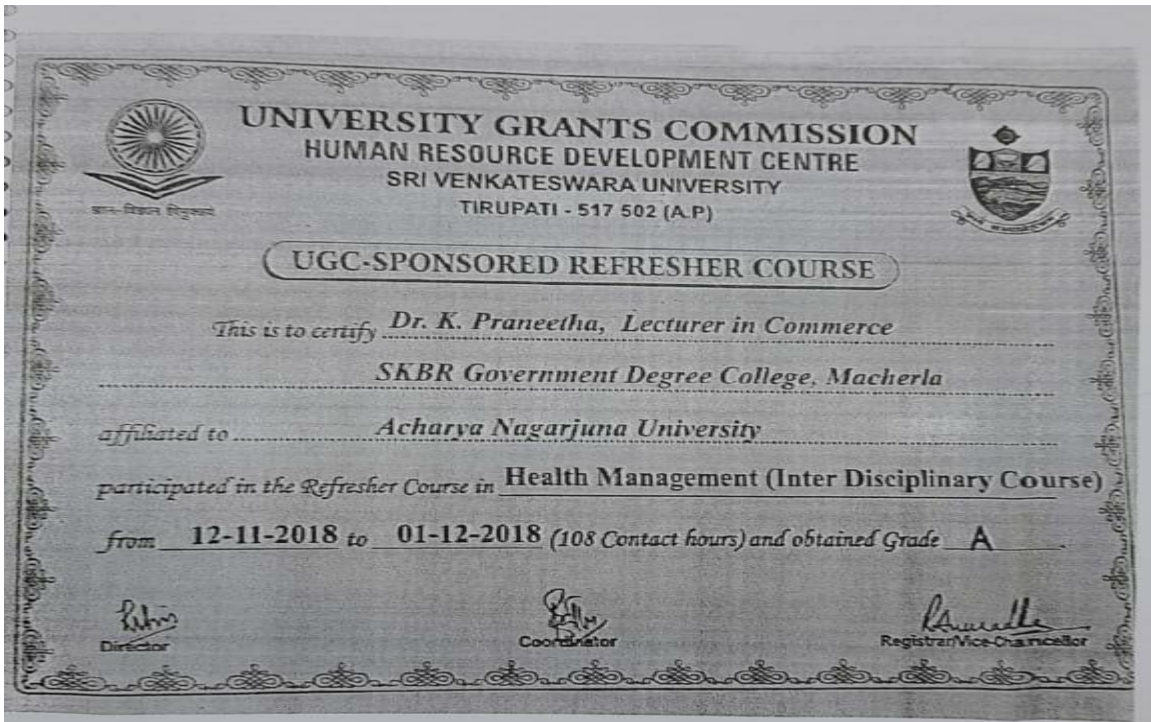 UNIVERSITY GRANTS COMMISSION
HUMAN RESOURCE DEVELOPMENT CENTRE
SRI VENKATESWARA UNIVERSITY
TIRUPATI - 517 502 (A.P)
UGC-SPONSORED REFRESHER COURSE
This is to certify Dr. K. Praneetha, Lecturer in Commerce
SKBR Government Degree College, Macherla
affiliated to Acharya Nagarjuna University
participated in the Refresher Course in Health Management (Inter Disciplinary Course)
from 12-11-2018 to 01-12-2018 (108 Contact hours) and obtained Grade A
Director
Coordinator
Registrar/Vice-Chancellor